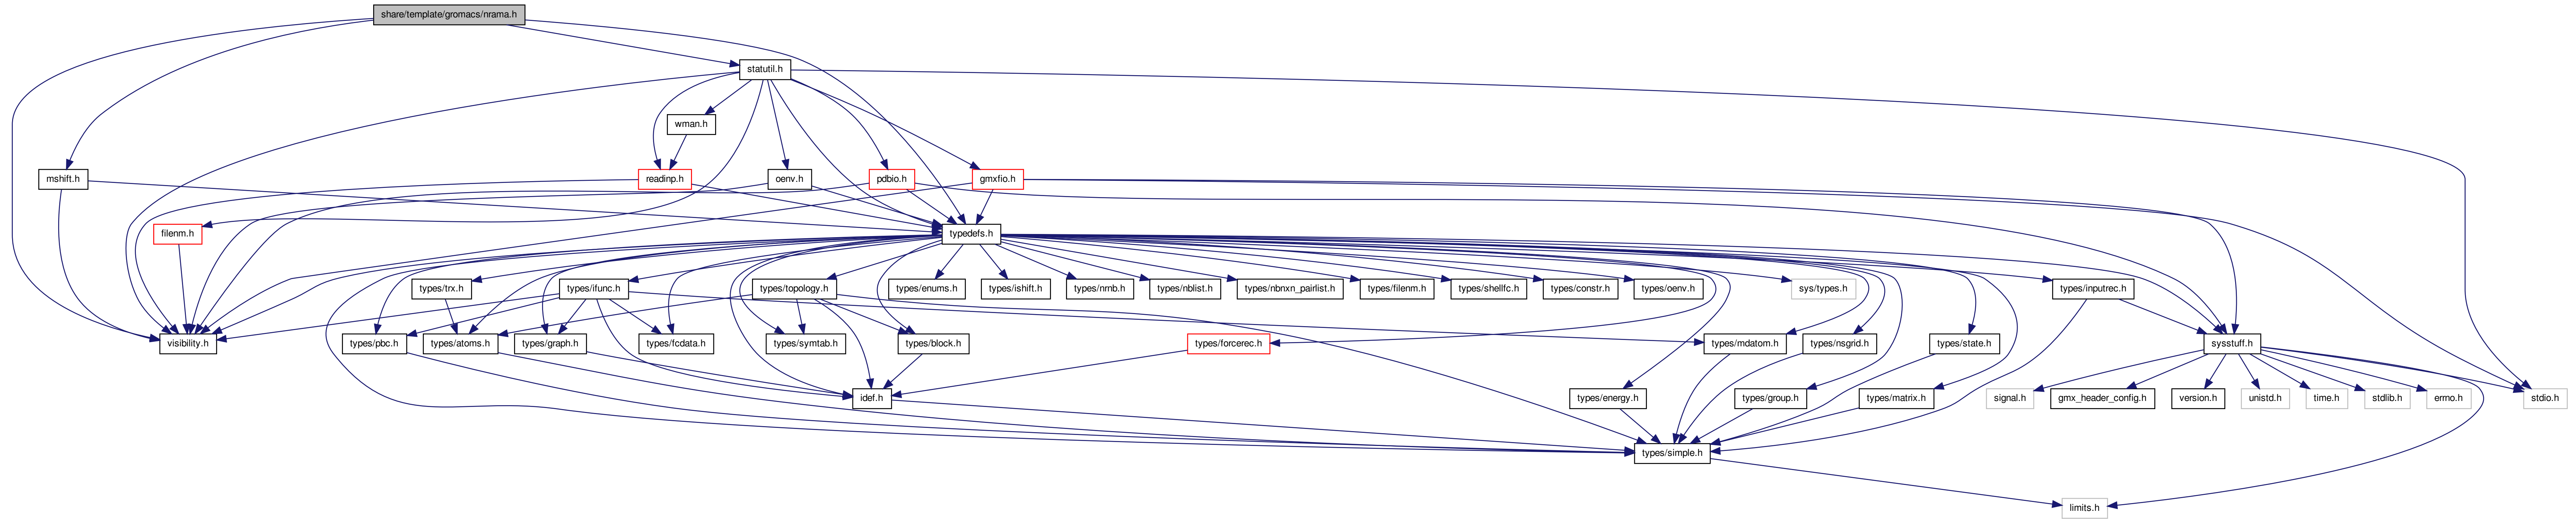 share/template/gromacs/nrama.h
statutil.h
wman.h
mshift.h
readinp.h
oenv.h
pdbio.h
gmxfio.h
filenm.h
typedefs.h
types/trx.h
types/ifunc.h
types/topology.h
types/enums.h
types/ishift.h
types/nrnb.h
types/nblist.h
types/nbnxn_pairlist.h
types/filenm.h
types/shellfc.h
types/constr.h
types/oenv.h
sys/types.h
types/inputrec.h
visibility.h
types/pbc.h
types/atoms.h
types/graph.h
types/fcdata.h
types/symtab.h
types/block.h
types/forcerec.h
types/mdatom.h
types/nsgrid.h
types/state.h
sysstuff.h
idef.h
types/energy.h
types/group.h
types/matrix.h
signal.h
gmx_header_config.h
version.h
unistd.h
time.h
stdlib.h
errno.h
stdio.h
types/simple.h
limits.h